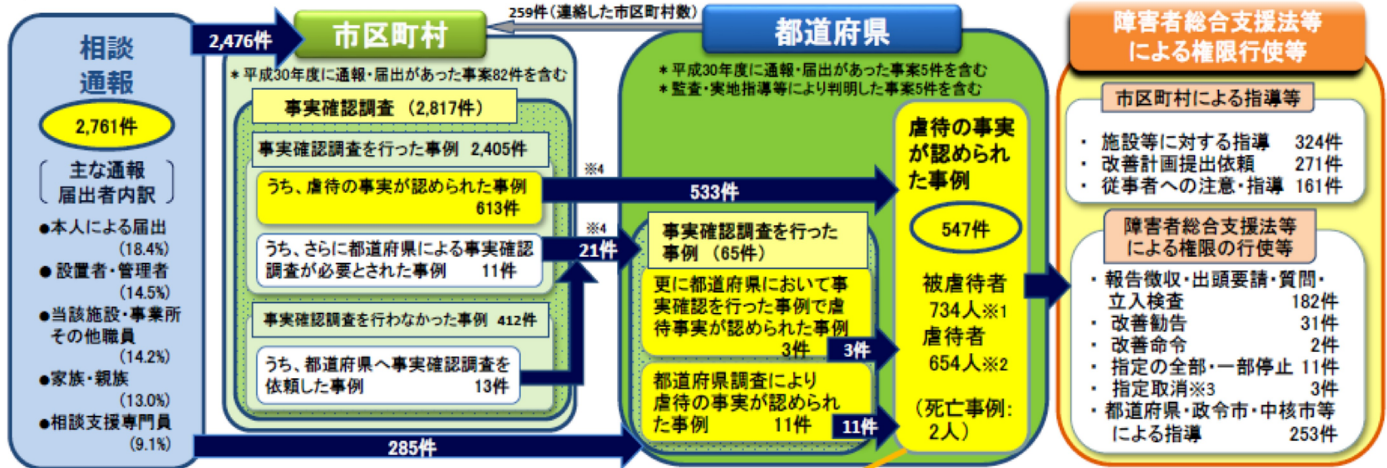 相談
通報
2,761件
主な通報
届出者内訳
●本人による届出
(18.4%)
●設置者・管理者
(14.5%)
●当該施設・事業所
その他職員
(14.2%)
●家族・親族
(13.0%)
●相談支援専門員
(9.1%)
2,476件
285件
市区町村
259件(連絡した市区町村数)
*平成30年度に通報・届出があった事案82件を含む
事実確認調査 (2,817件)
事実確認調査を行った事例 2,405件
うち、虐待の事実が認められた事例
613件
うち、さらに都道府県による事実確認
調査が必要とされた事例 11件
事実確認調査を行わなかった事例 412件
うち、都道府県へ事実確認調査を
依頼した事例 13件
※4
533件
※4
21件
都道府県
*平成30年度に通報・届出があった事案5件を含む
*監査・実地指導等により判明した事案5件を含む
事実確認調査を行った
事例 (65件)
更に都道府県において事
実確認を行った事例で虐
待事実が認められた事例
3件
3件
都道府県調査により
虐待の事実が認められ
た事例 11件
11件
虐待の事実
が認められ
た事例
547件
被虐待者
734人※1
虐待者
654人※2
(死亡事例:
2人)
障害者総合支援法等
による権限行使等
市区町村による指導等
・ 施設等に対する指導 324件
・ 改善計画提出依頼 271件
・ 従事者への注意・指導 161件
障害者総合支援法等
による権限の行使等
・報告徴収・出頭要請・質問・
立入検査 182件
・ 改善勧告 31件
・ 改善命令 2件
・ 指定の全部・一部停止 11件
・ 指定取消※3 3件
・都道府県・政令市・中核市等
による指導 253件